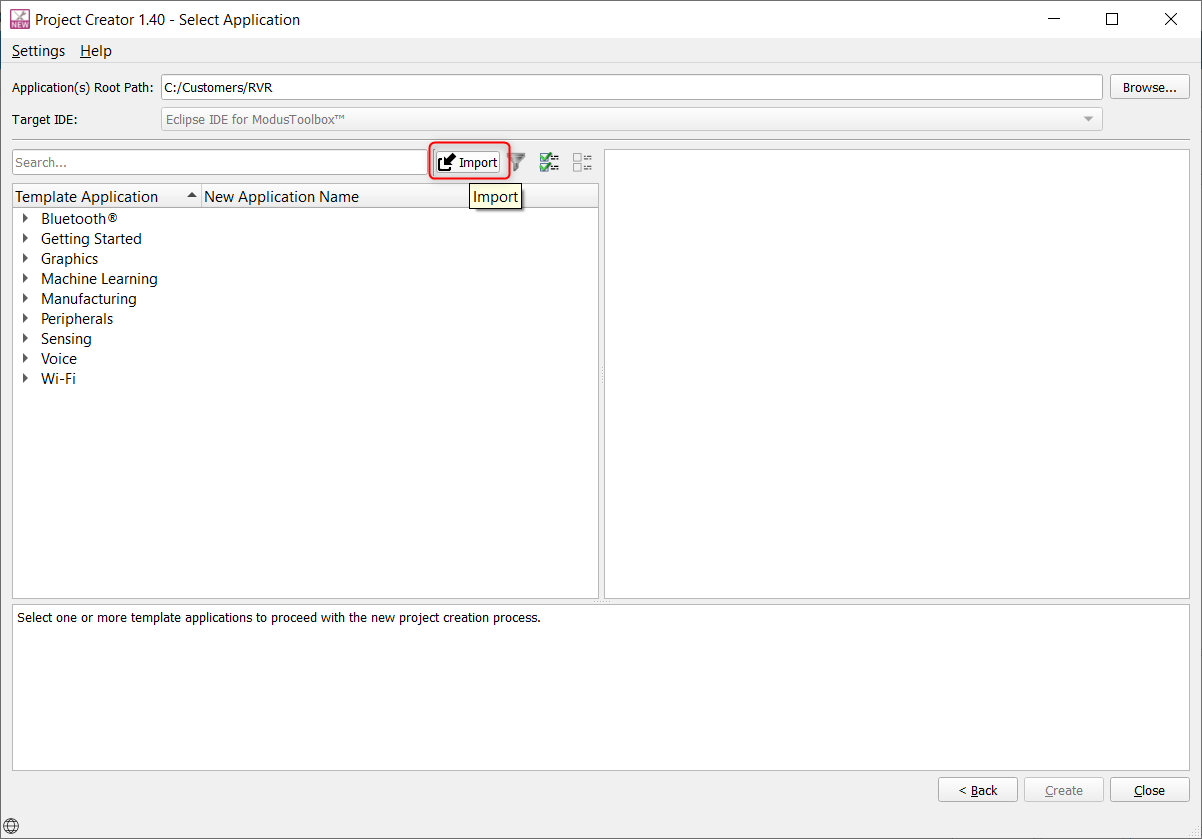 NEW Project Creator 1.40 - Select Application
Settings Help
Application(s) Root Path: C:/Customers/RVR Browse...
Target IDE: Eclipse IDE for ModusToolbox™
Search... Import
Template Application New Application Name Import
Bluetooth®
Getting Started
Graphics
Machine Learning
Manufacturing
Peripherals
Sensing
Voice
Wi-Fi
Select one or more template applications to proceed with the new project creation process.
< Back Create Close